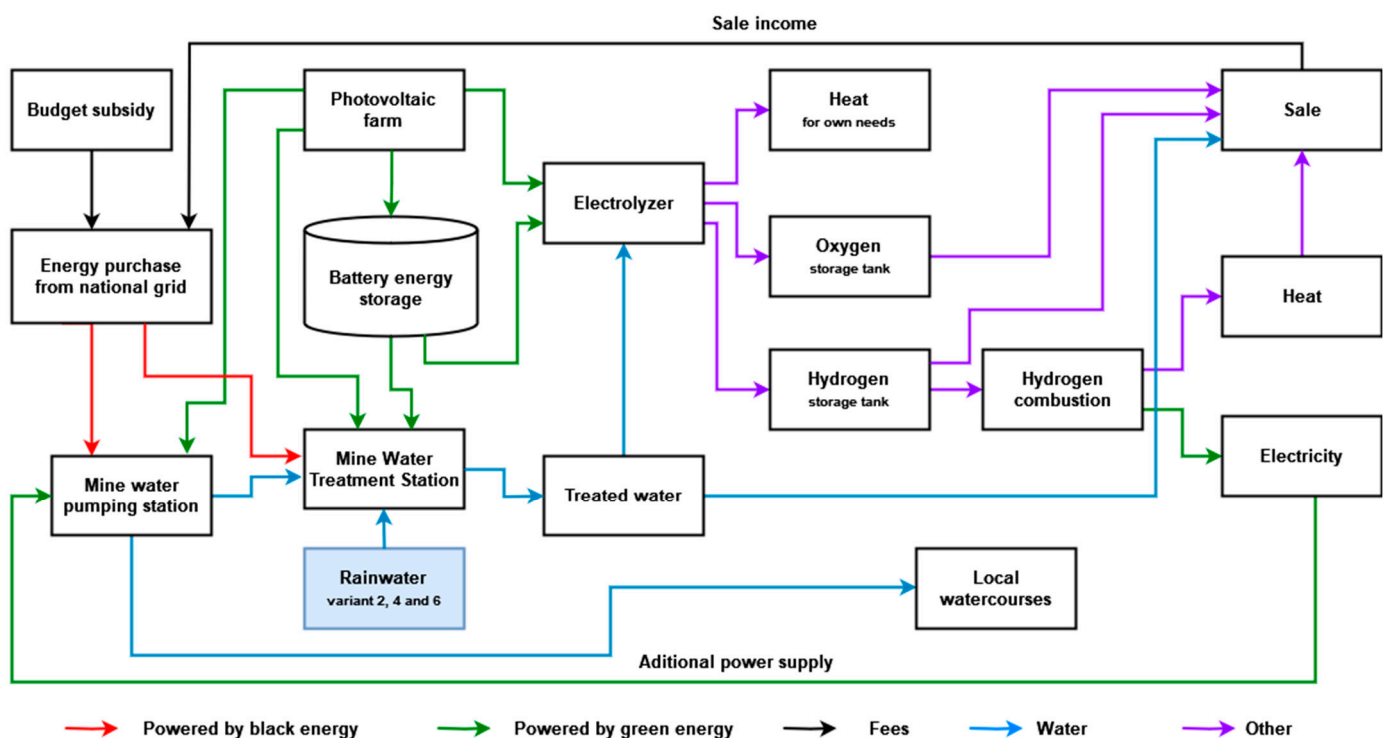 Sale income
Budget subsidy
Photovoltaic
farm
Heat
for own needs
Sale
Electrolyzer
Energy purchase
from national grid
Battery energy
storage
Oxygen
storage tank
Heat
Hydrogen
storage tank
Hydrogen
combustion
Mine water
pumping station
Mine Water
Treatment Station
Treated water
Electricity
Rainwater
variant 2, 4 and 6
Local
watercourses
Aditional power supply
Powered by black energy
Powered by green energy
Fees
Water
Other